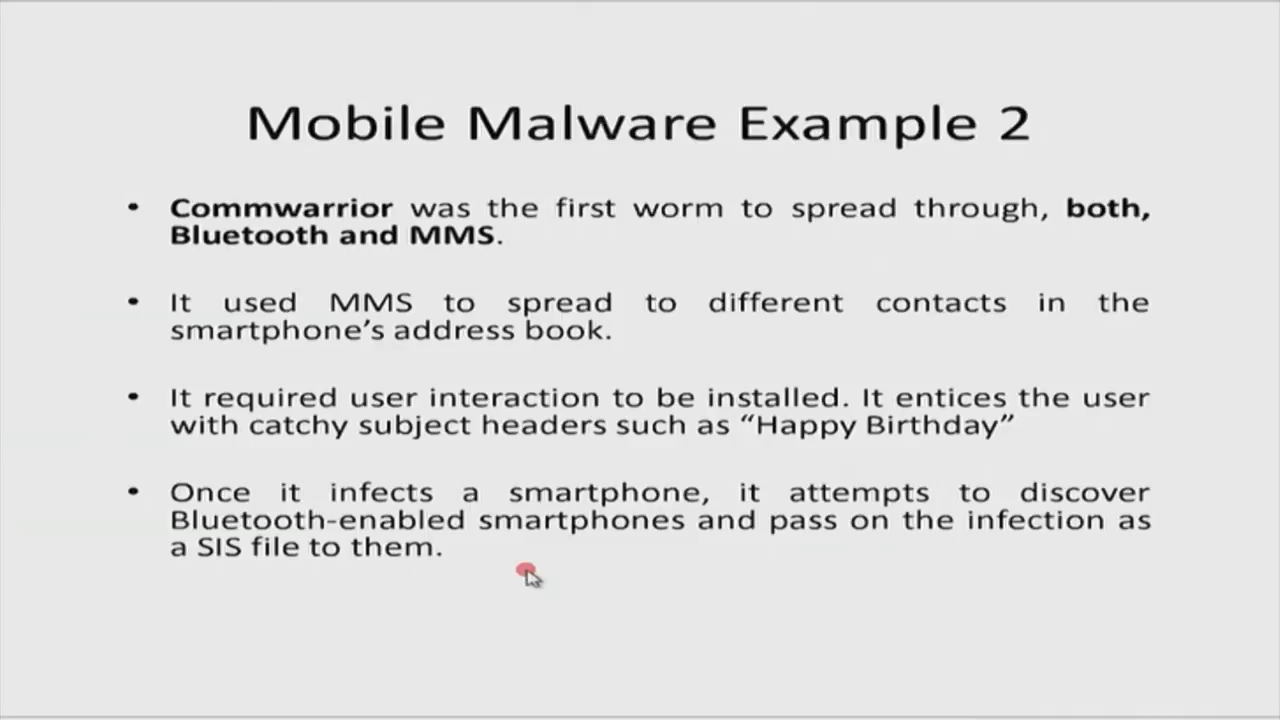 Mobile Malware Example 2
• Commwarrior was the first worm to spread through, both,
Bluetooth and MMS.
• It used MMS to spread to different contacts in the
smartphone’s address book.
• It required user interaction to be installed. It entices the user
with catchy subject headers such as “Happy Birthday”
• Once it infects a smartphone, it attempts to discover
Bluetooth-enabled smartphones and pass on the infection as
a SIS file to them.